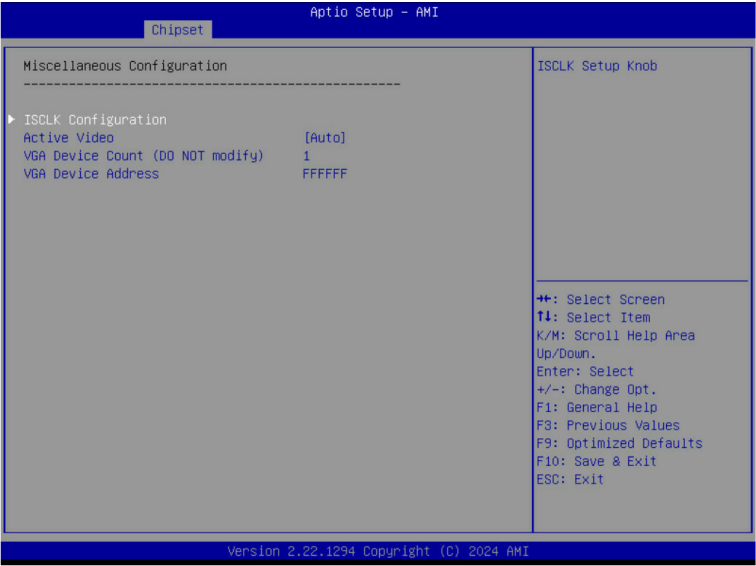 Aptio Setup – AMI
Chipset
Miscellaneous Configuration
--------------------------------------------------
ISCLK Configuration
Active Video [Auto]
VGA Device Count (DO NOT modify) 1
VGA Device Address FFFFFF
ISCLK Setup Knob
→←: Select Screen
↑↓: Select Item
K/M: Scroll Help Area
Up/Down.
Enter: Select
+/-: Change Opt.
F1: General Help
F3: Previous Values
F9: Optimized Defaults
F10: Save & Exit
ESC: Exit
Version 2.22.1294 Copyright (C) 2024 AMI